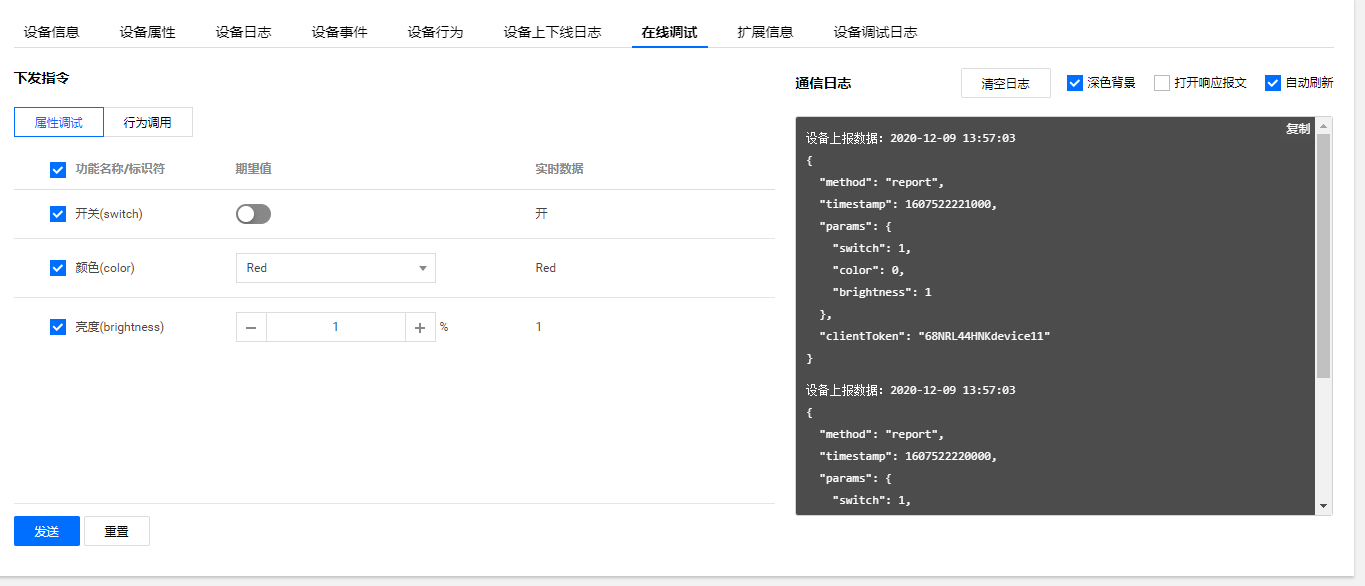 设备信息 设备属性 设备日志 设备事件 设备行为 设备上下线日志 在线调试 扩展信息 设备调试日志
下发指令
属性调试 行为调用
功能名称/标识符 期望值 实时数据
开关(switch) 开
颜色(color) Red Red
亮度(brightness) 1 % 1
发送 重置
通信日志 清空日志 深色背景 打开响应报文 自动刷新
复制
设备上报数据: 2020-12-09 13:57:03
{
"method": "report",
"timestamp": 1607522221000,
"params": {
"switch": 1,
"color": 0,
"brightness": 1
},
"clientToken": "68NRL44HNKdevice11"
}
设备上报数据: 2020-12-09 13:57:03
{
"method": "report",
"timestamp": 1607522220000,
"params": {
"switch": 1,